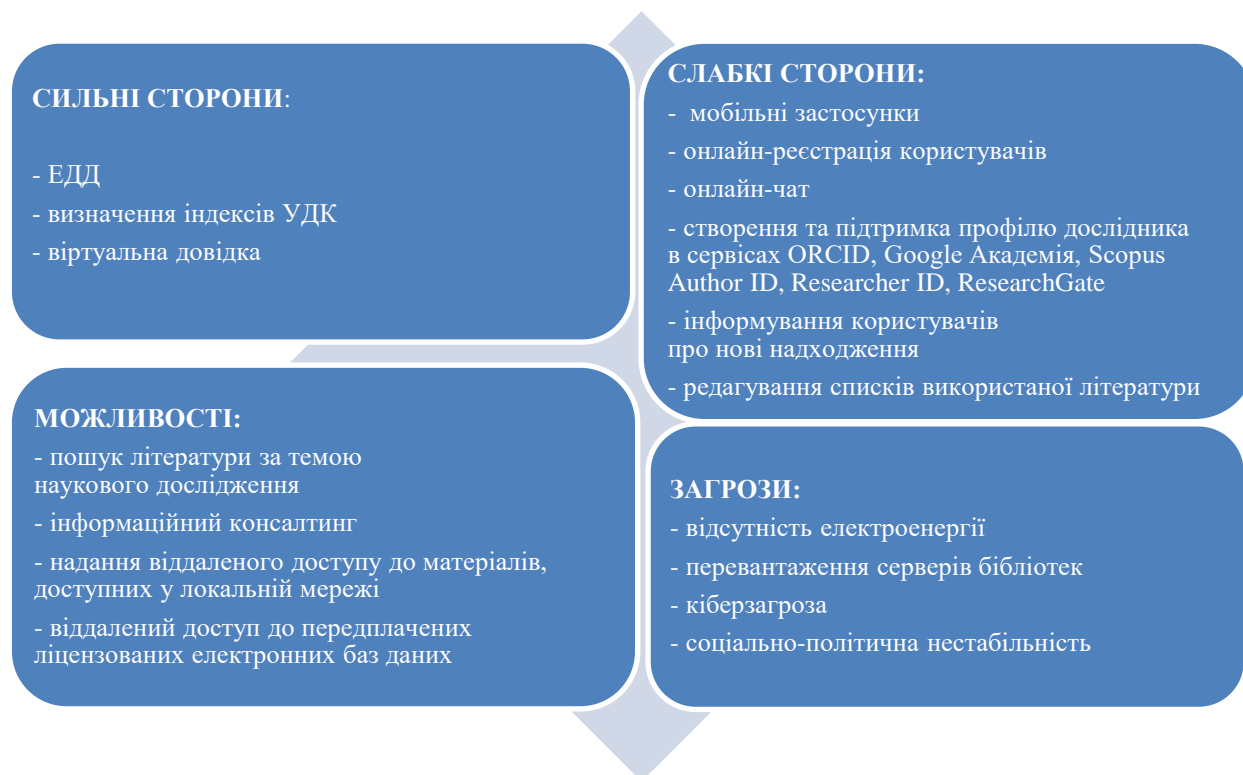 СИЛЬНІ СТОРОНИ:
- ЕДД
- визначення індексів УДК
- віртуальна довідка
СЛАБКІ СТОРОНИ:
- мобільні застосунки
- онлайн-реєстрація користувачів
- онлайн-чат
- створення та підтримка профілю дослідника
в сервісах ORCID, Google Академія, Scopus
Author ID, Researcher ID, ResearchGate
- інформування користувачів
про нові надходження
- редагування списків використаної літератури
МОЖЛИВОСТІ:
- пошук літератури за темою
наукового дослідження
- інформаційний консалтинг
- надання віддаленого доступу до матеріалів,
доступних у локальній мережі
- віддалений доступ до передплачених
ліцензованих електронних баз даних
ЗАГРОЗИ:
- відсутність електроенергії
- перевантаження серверів бібліотек
- кіберзагроза
- соціально-політична нестабільність